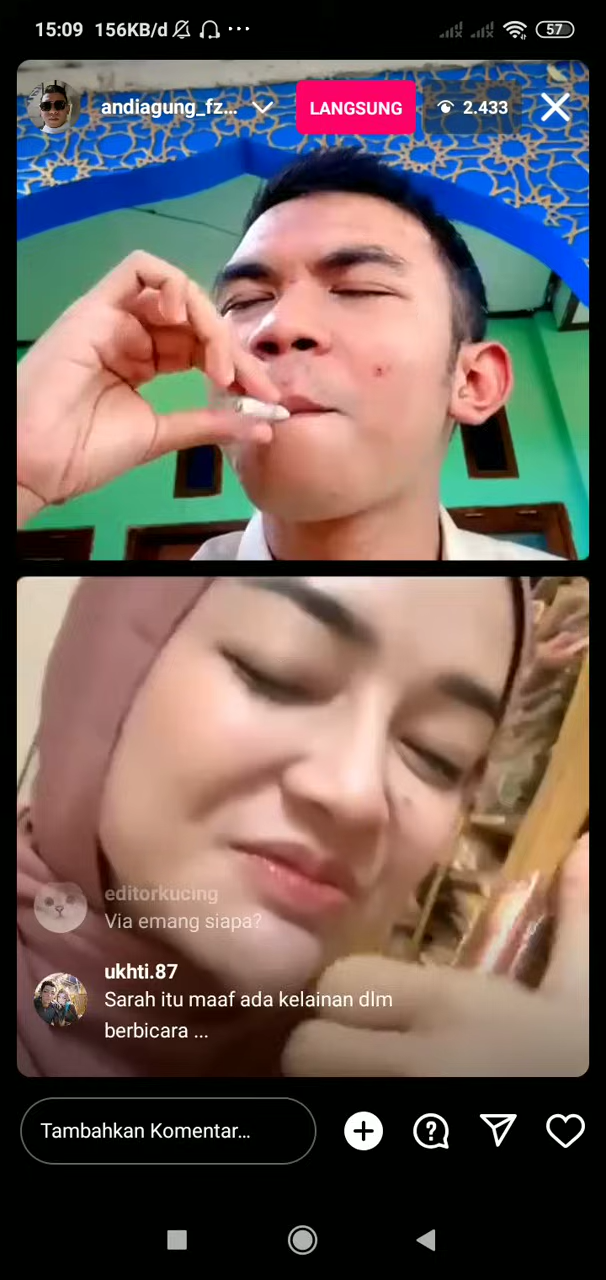 15:09 156KB/d ...
57
andiagung_fz... LANGSUNG 2.433
editorkucing
Via emang siapa?
ukhti.87
Sarah itu maaf ada kelainan dlm
berbicara ...
Tambahkan Komentar...